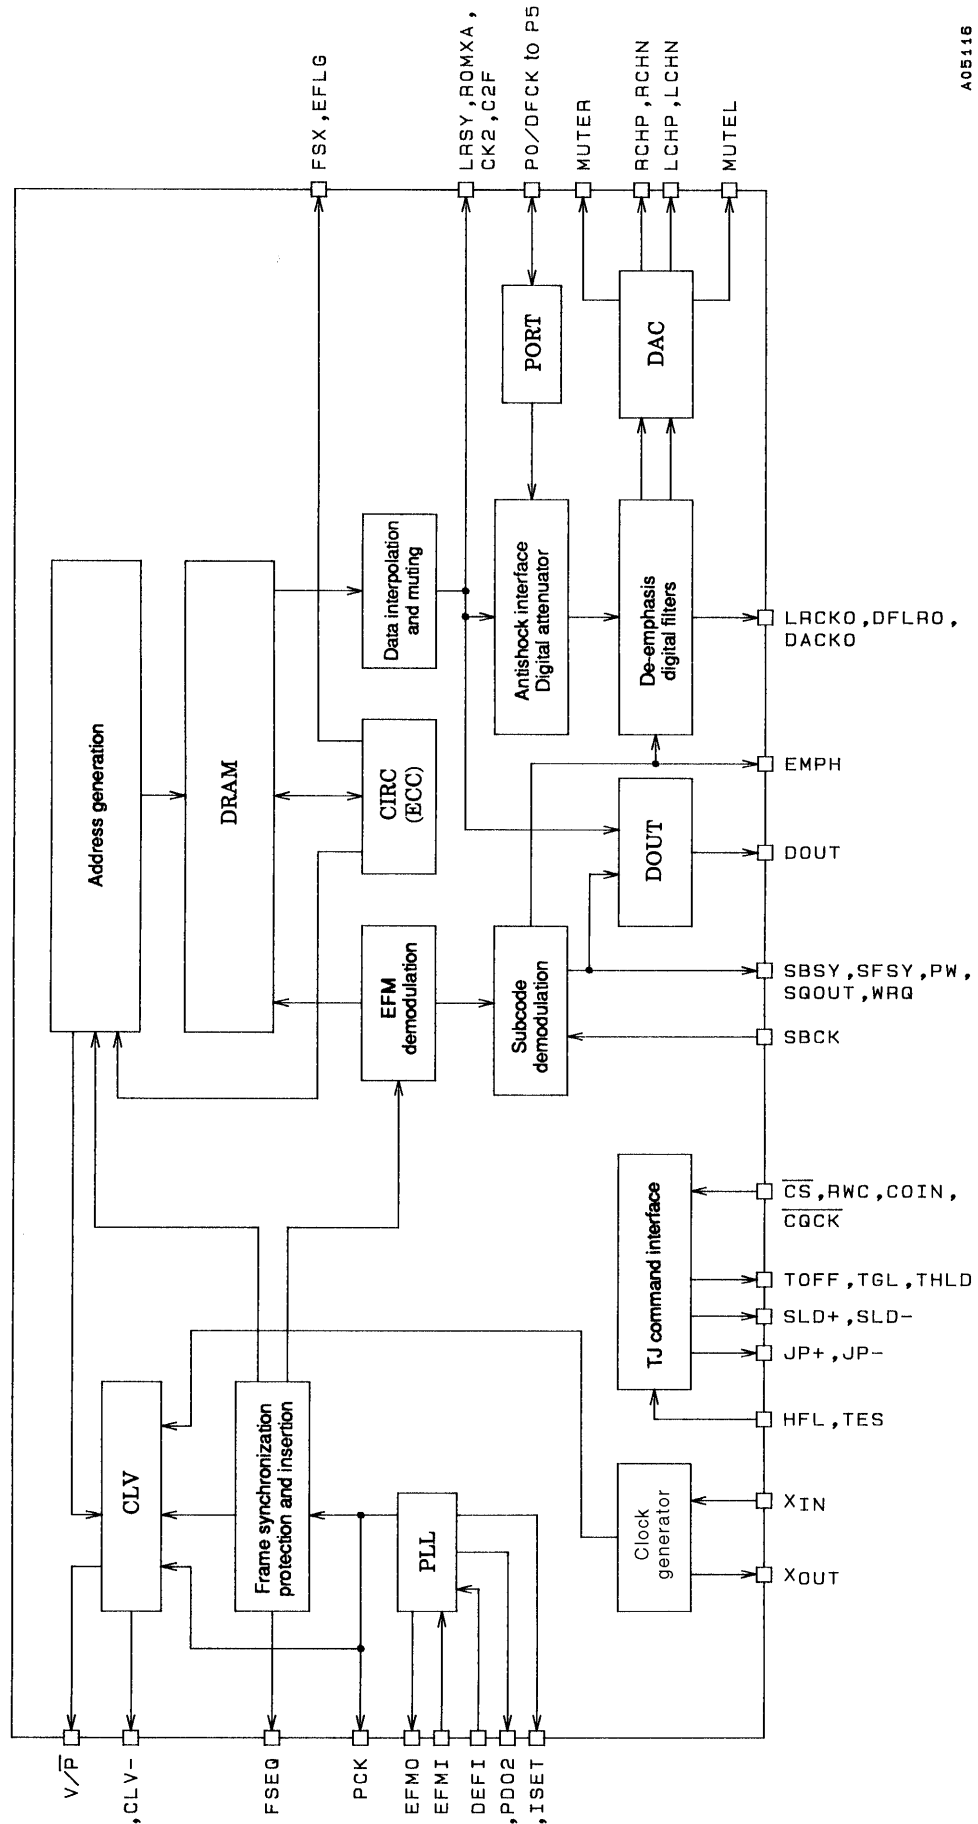 V/P̅
,CLV-
FSEQ
PCK
EFMO
EFMI
DEFI
,PDO2
,ISET
CLV
Frame synchronization
protection and insertion
PLL
Clock
generator
TJ command interface
Address generation
DRAM
EFM
demodulation
CIRC
(ECC)
Data interpolation
and muting
Subcode
demodulation
Antishock interface
Digital attenuator
PORT
DOUT
De-emphasis
digital filters
DAC
FSX,EFLG
LRSY,ROMXA,
CK2,C2F
P0/DFCK to P5
MUTER
RCHP,RCHN
LCHP,LCHN
MUTEL
XOUT
XIN
HFL,TES
JP+,JP-
SLD+,SLD-
TOFF,TGL,THLD
C̅S̅,RWC,COIN,
C̅Q̅C̅K̅
SBCK
SBSY,SFSY,PW,
SQOUT,WRQ
DOUT
EMPH
LRCKO,DFLRO,
DACKO
A05116